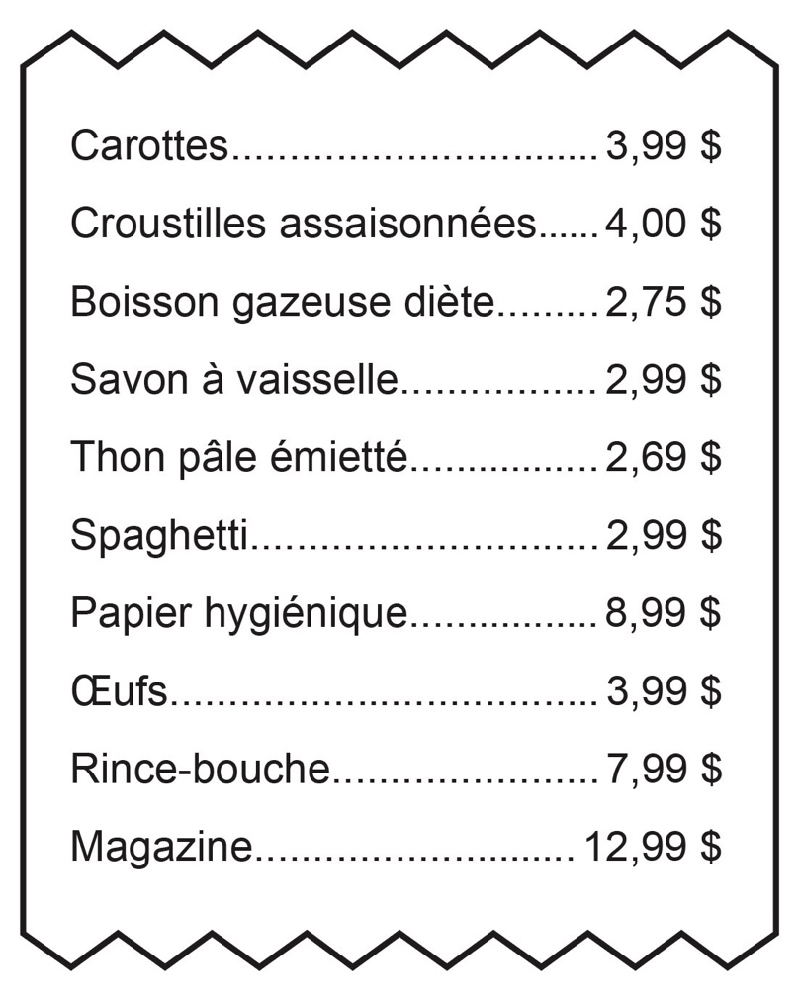 Carottes................................ 3,99 $
Croustilles assaisonnées...... 4,00 $
Boisson gazeuse diète......... 2,75 $
Savon à vaisselle................. 2,99 $
Thon pâle émietté................ 2,69 $
Spaghetti.............................. 2,99 $
Papier hygiénique................. 8,99 $
Œufs..................................... 3,99 $
Rince-bouche....................... 7,99 $
Magazine............................ 12,99 $